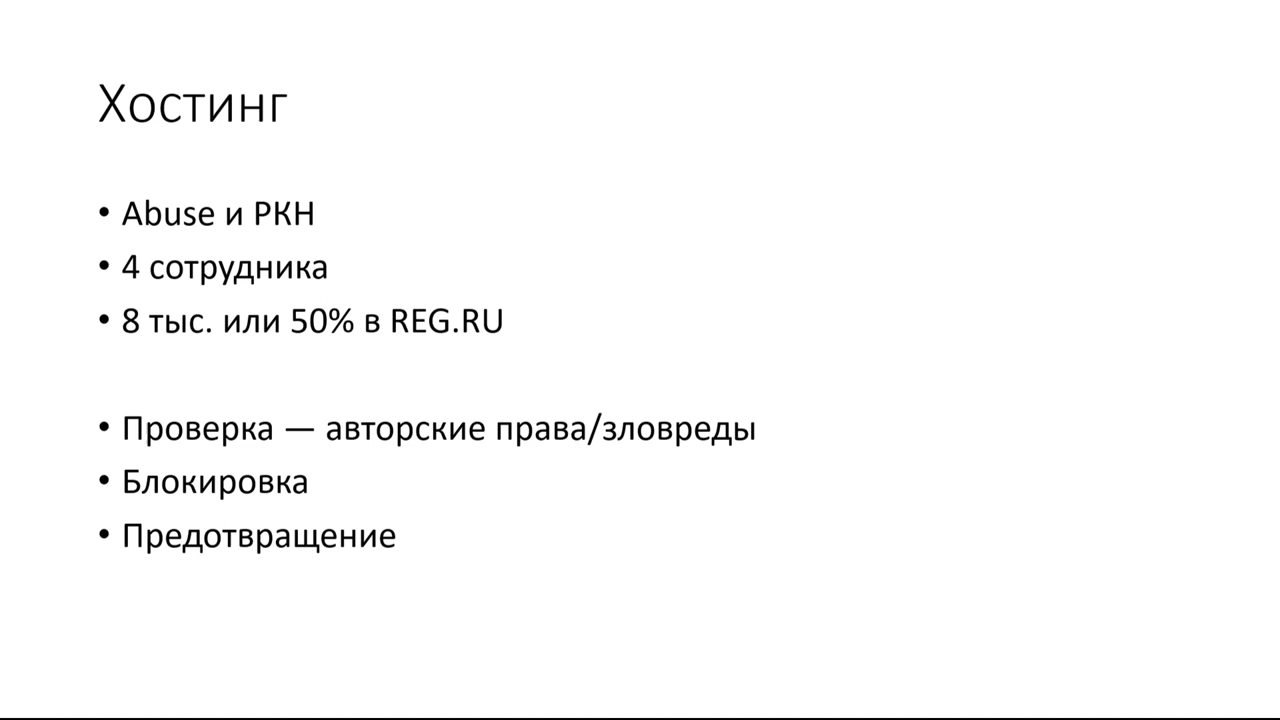 Хостинг
• Abuse и РКН
• 4 сотрудника
• 8 тыс. или 50% в REG.RU
• Проверка — авторские права/зловреды
• Блокировка
• Предотвращение